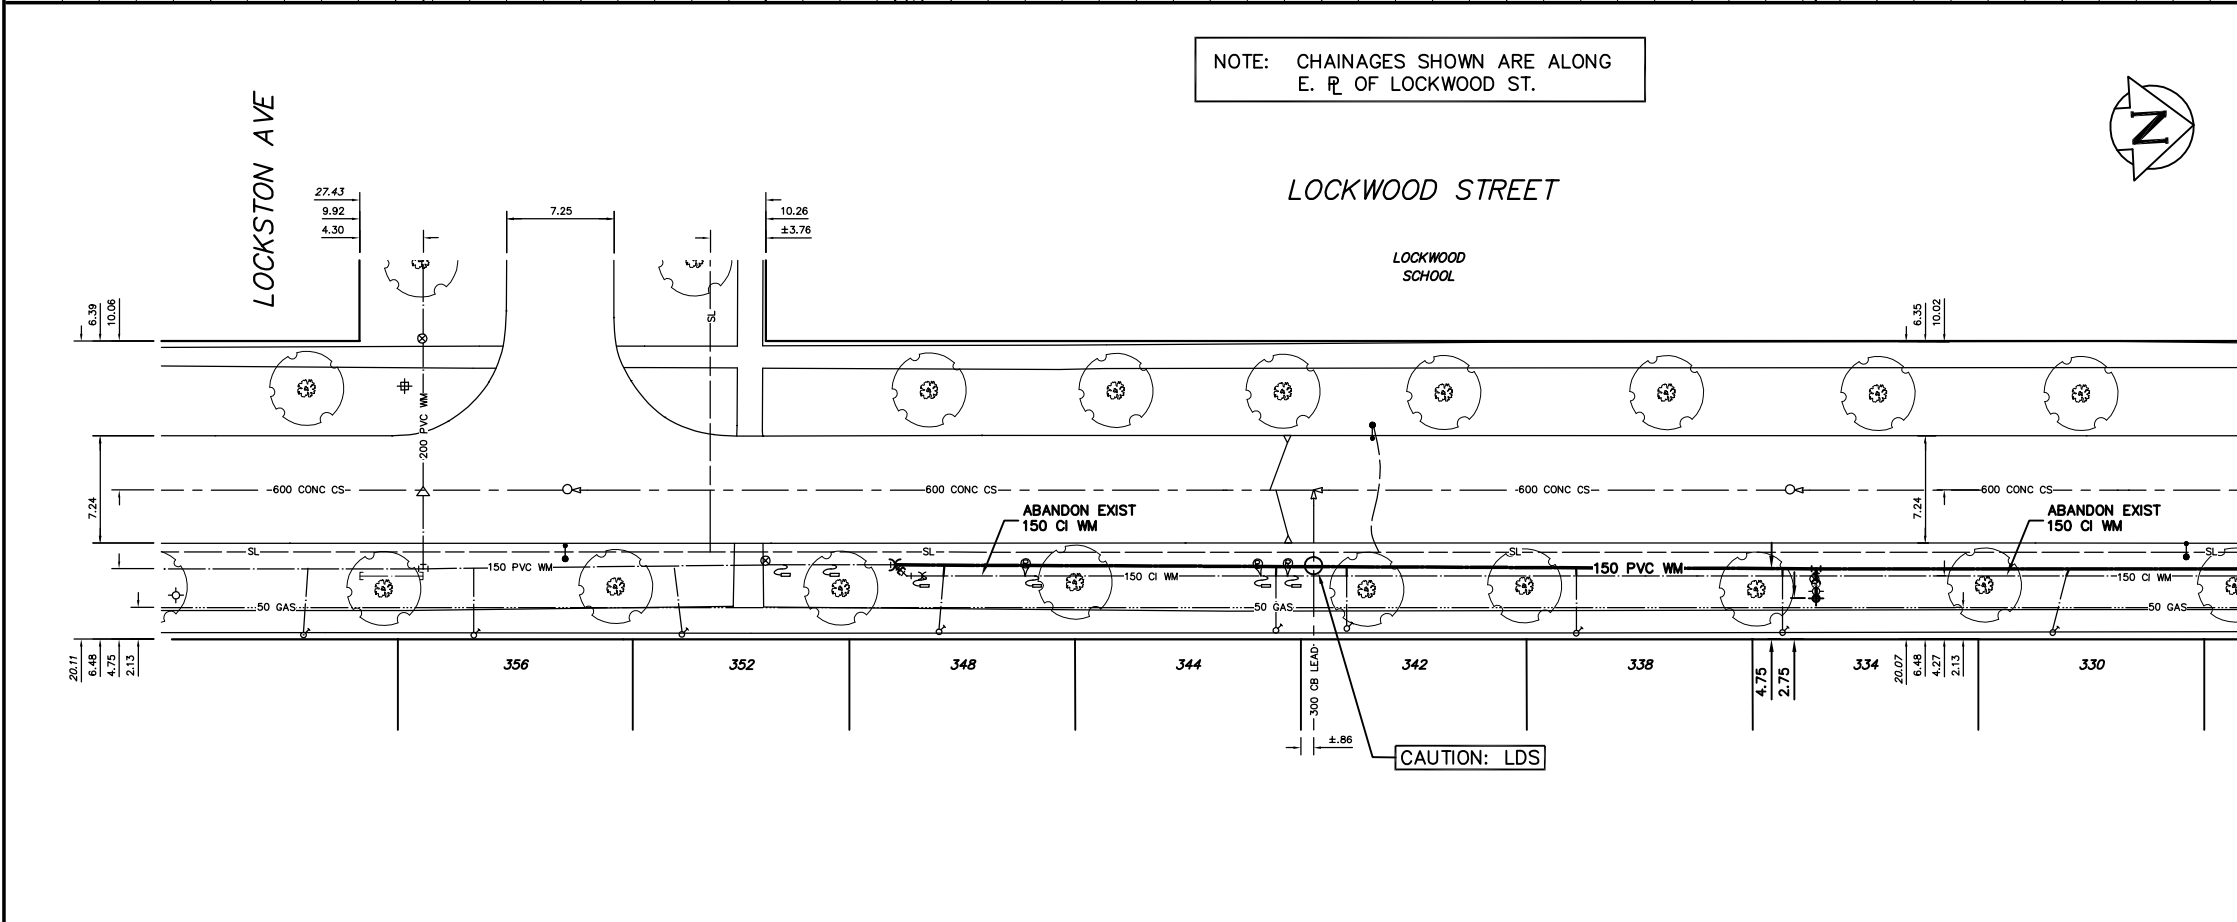 NOTE: CHAINAGES SHOWN ARE ALONG
E. PL OF LOCKWOOD ST.
N
LOCKSTON AVE
LOCKWOOD STREET
LOCKWOOD
SCHOOL
27.43
9.92
4.30
7.25
10.26
±3.76
6.39
10.06
6.35
10.02
SL
200 PVC WM
600 CONC CS
600 CONC CS
600 CONC CS
600 CONC CS
7.24
7.24
ABANDON EXIST
150 CI WM
ABANDON EXIST
150 CI WM
SL
SL
SL
SL
150 PVC WM
150 CI WM
150 PVC WM
150 CI WM
50 GAS
50 GAS
50 GAS
20.11
6.48
4.75
2.13
356
352
348
344
342
338
334
330
4.75
2.75
20.07
6.48
4.27
2.13
300 CB LEAD
±.86
CAUTION: LDS